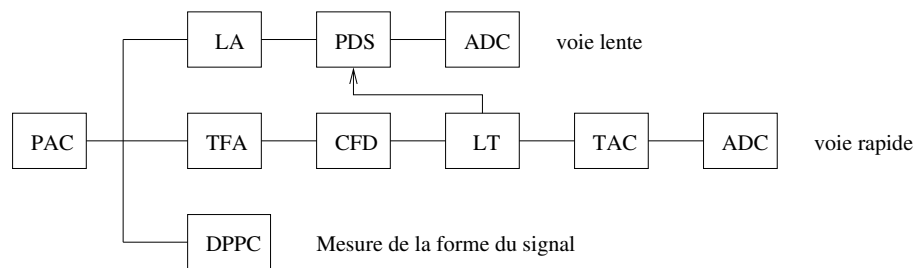 LA PDS ADC voie lente
PAC TFA CFD LT TAC ADC voie rapide
DPPC Mesure de la forme du signal